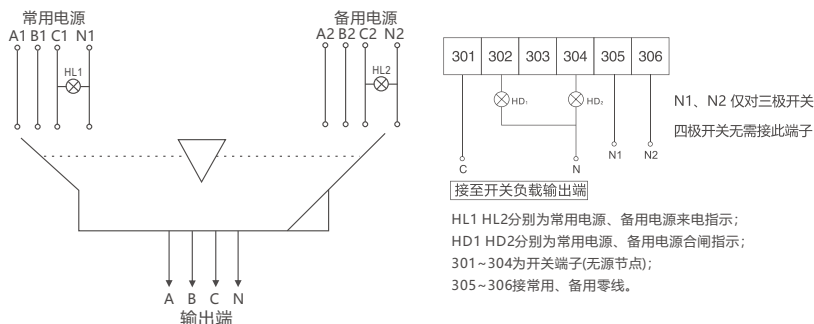 常用电源
A1 B1 C1 N1
HL1
备用电源
A2 B2 C2 N2
HL2
A B C N
输出端
301 302 303 304 305 306
HD₁ HD₂
C N N1 N2
接至开关负载输出端
N1、N2 仅对三极开关
四极开关无需接此端子
HL1 HL2分别为常用电源、备用电源来电指示；
HD1 HD2分别为常用电源、备用电源合闸指示；
301~304为开关端子(无源节点)；
305~306接常用、备用零线。